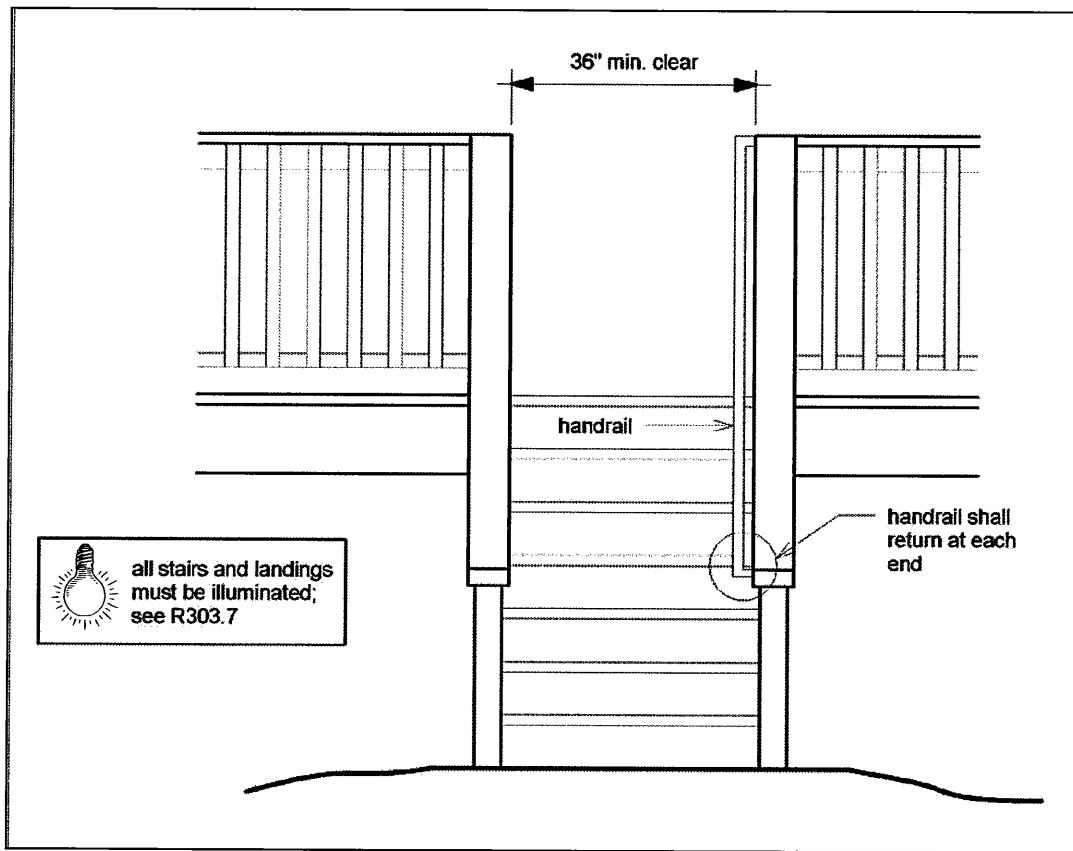 36" min. clear
handrail
handrail shall
return at each
end
all stairs and landings
must be illuminated;
see R303.7